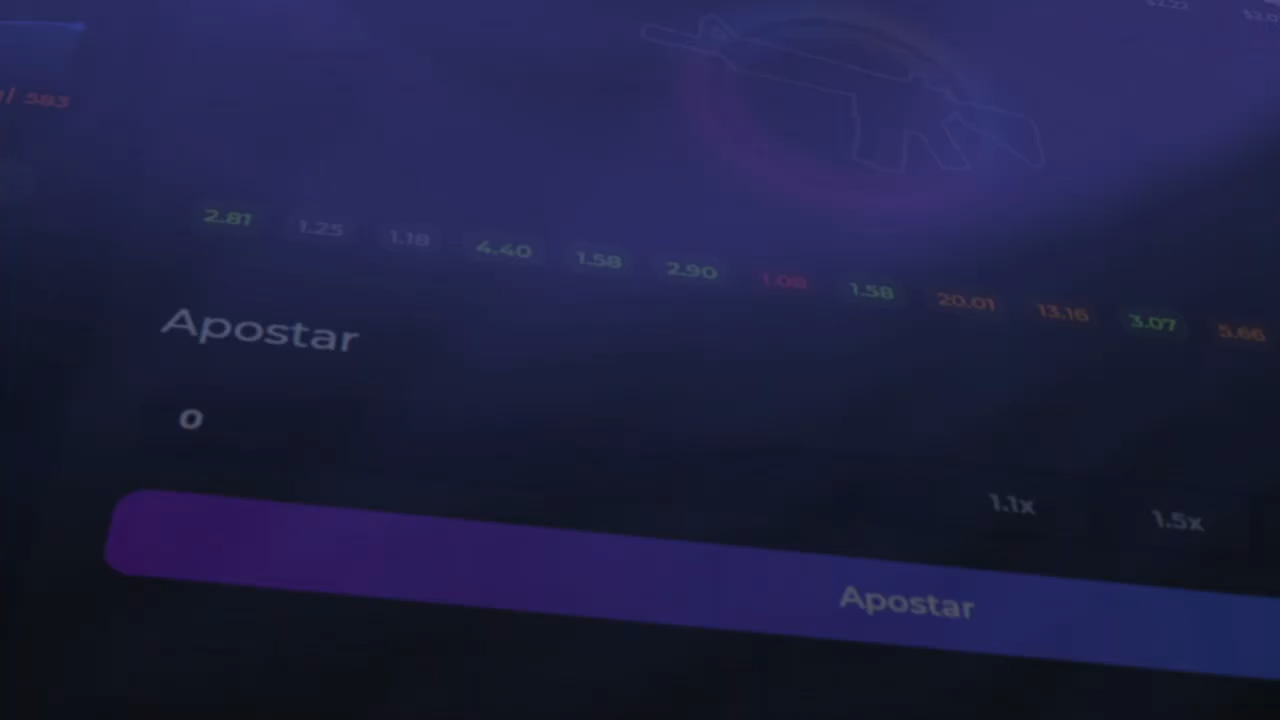 583
2.81 1.25 1.18 4.40 1.58 2.90 1.08 1.58 20.01 13.16 3.07 5.66
Apostar
0
1.1x 1.5x
Apostar